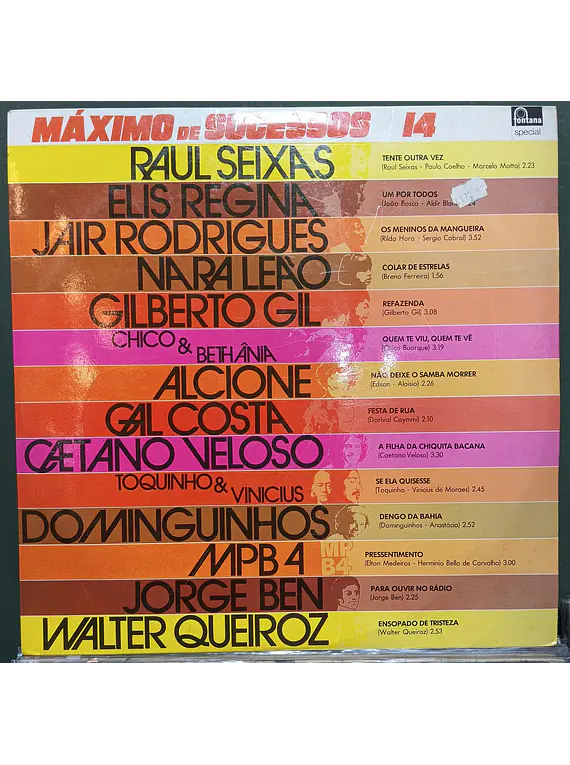 MÁXIMO DE SUCESSOS 14
fontana
special
RAUL SEIXAS
TENTE OUTRA VEZ
(Raul Seixas - Paulo Coelho - Marcelo Motta) 2.23
ELIS REGINA
UM POR TODOS
(João Bosco - Aldir
JAIR RODRIGUES
OS MENINOS DA MANGUEIRA
(Rildo Hora - Sergio Cabral) 3.52
NARA LEÃO
COLAR DE ESTRELAS
(Breno Ferreira) 1.56
GILBERTO GIL
REFAZENDA
(Gilberto Gil) 3.08
CHICO & BETHÂNIA
QUEM TE VIU, QUEM TE VÊ
(Chico Buarque) 3.19
ALCIONE
NÃO DEIXE O SAMBA MORRER
(Edson - Aloisio) 2.26
GAL COSTA
FESTA DE RUA
(Dorival Caymmi) 2.10
CAETANO VELOSO
A FILHA DA CHIQUITA BACANA
(Caetano Veloso) 3.30
TOQUINHO & VINICIUS
SE ELA QUISESSE
(Toquinho - Vinicius de Moraes) 2.45
DOMINGUINHOS
DENGO DA BAHIA
(Dominguinhos - Anastácia) 2.52
MPB 4
MP
B4
PRESSENTIMENTO
(Elton Medeiros - Herminio Bello de Carvalho) 3.00
JORGE BEN
PARA OUVIR NO RÁDIO
(Jorge Ben) 2.25
WALTER QUEIROZ
ENSOPADO DE TRISTEZA
(Walter Queiroz) 2.53